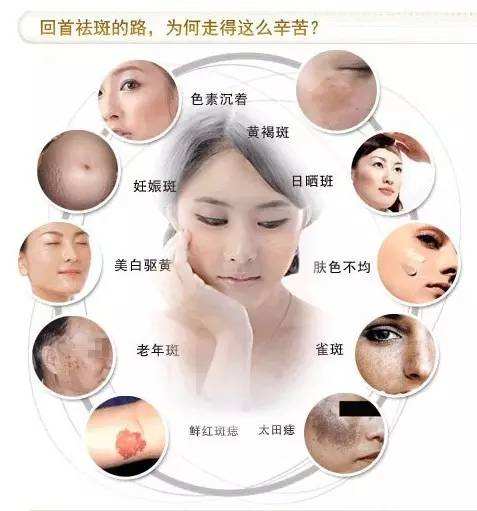 回首祛斑的路，为何走得这么辛苦?
色素沉着
黄褐斑
妊娠斑
日晒斑
美白驱黄
肤色不均
老年斑
雀斑
鲜红斑痣
太田痣